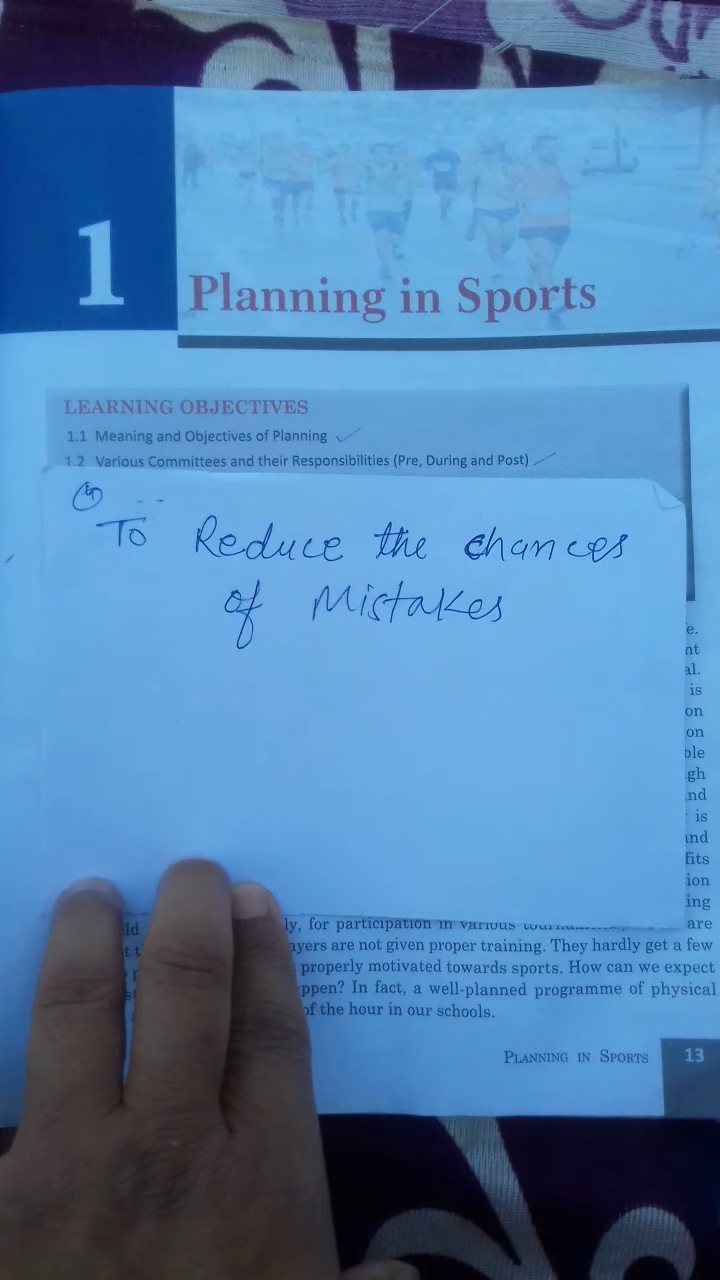 1
Planning in Sports
LEARNING OBJECTIVES
1.1 Meaning and Objectives of Planning
1.2 Various Committees and their Responsibilities (Pre, During and Post)
4
To Reduce the chances
of Mistakes
e.
nt
al.
is
on
on
ble
gh
nd
is
and
fits
ion
ing
ly, for participation in various are
ayers are not given proper training. They hardly get a few
properly motivated towards sports. How can we expect
ppen? In fact, a well-planned programme of physical
of the hour in our schools.
PLANNING IN SPORTS 13